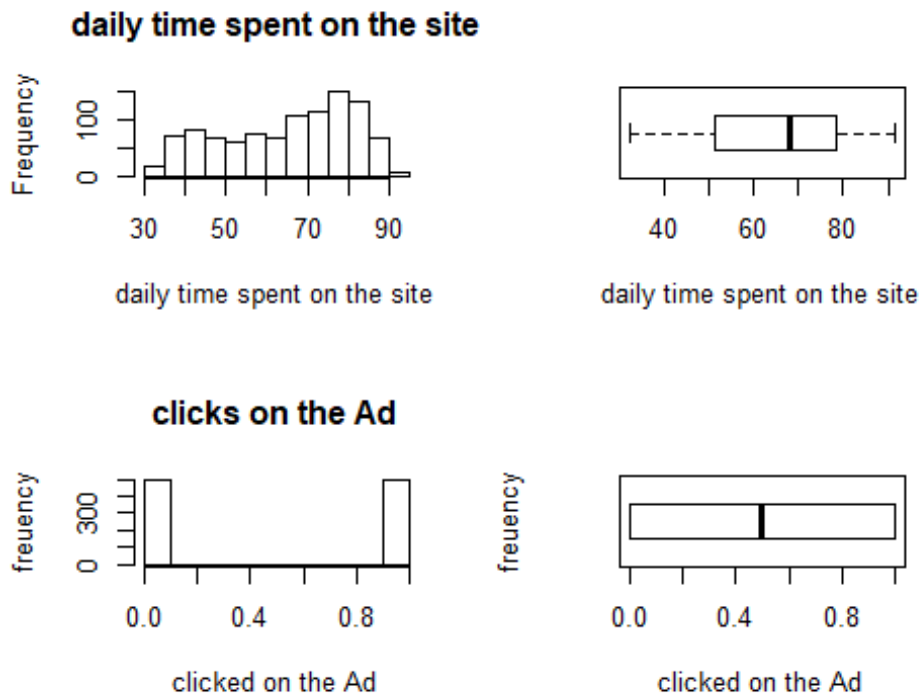 daily time spent on the site
Frequency
0 100
30 50 70 90
daily time spent on the site
40 60 80
daily time spent on the site
clicks on the Ad
freuency
0 300
0.0 0.4 0.8
clicked on the Ad
freuency
0.0 0.4 0.8
clicked on the Ad